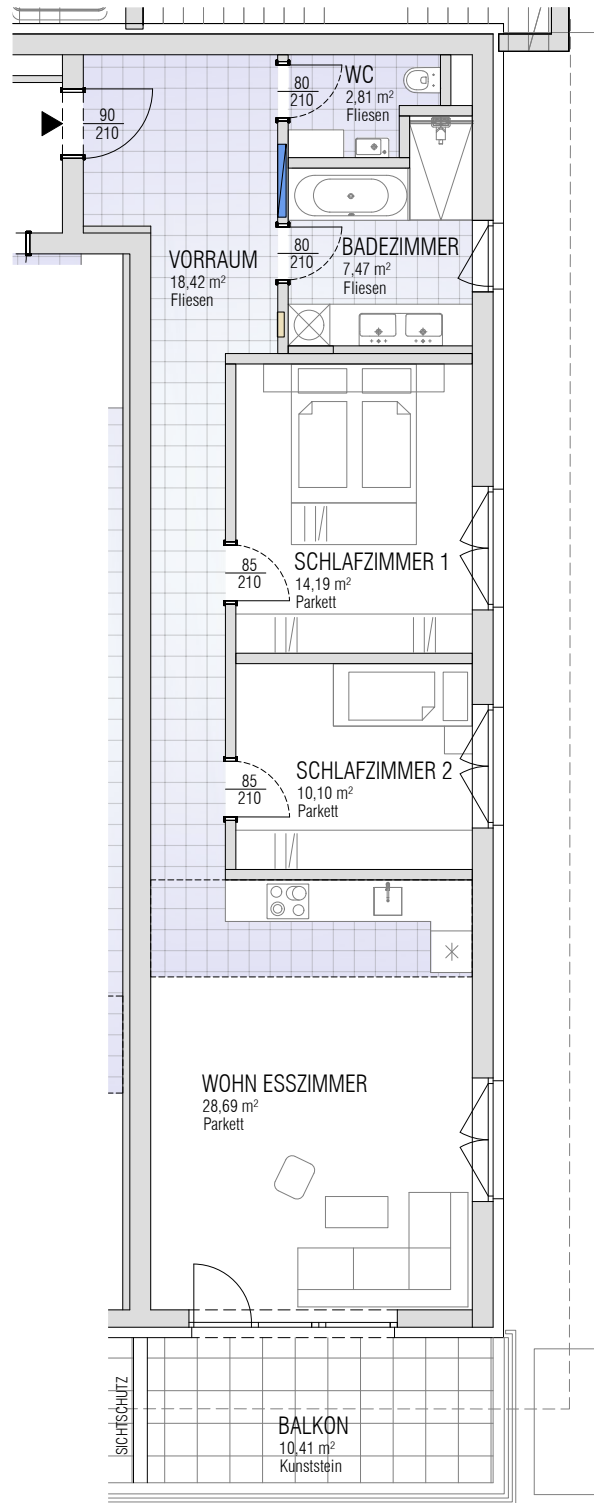 WC
2,81 m²
Fliesen
80
210
90
210
BADEZIMMER
7,47 m²
Fliesen
80
210
VORRAUM
18,42 m²
Fliesen
SCHLAFZIMMER 1
14,19 m²
Parkett
85
210
SCHLAFZIMMER 2
10,10 m²
Parkett
85
210
WOHN ESSZIMMER
28,69 m²
Parkett
SICHTSCHUTZ
BALKON
10,41 m²
Kunststein